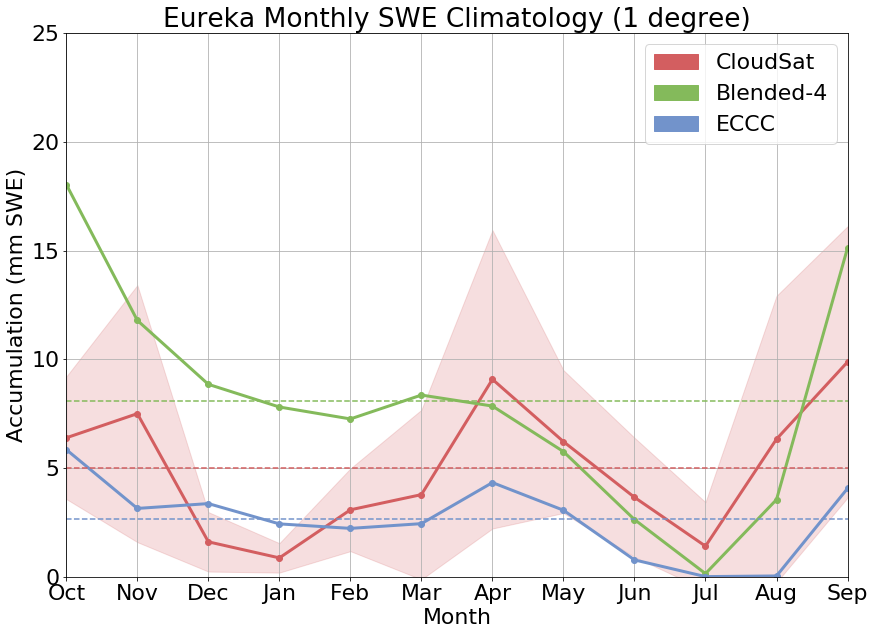 Eureka Monthly SWE Climatology (1 degree)
CloudSat
Blended-4
ECCC
Accumulation (mm SWE)
25
20
15
10
5
0
Oct Nov Dec Jan Feb Mar Apr May Jun Jul Aug Sep
Month